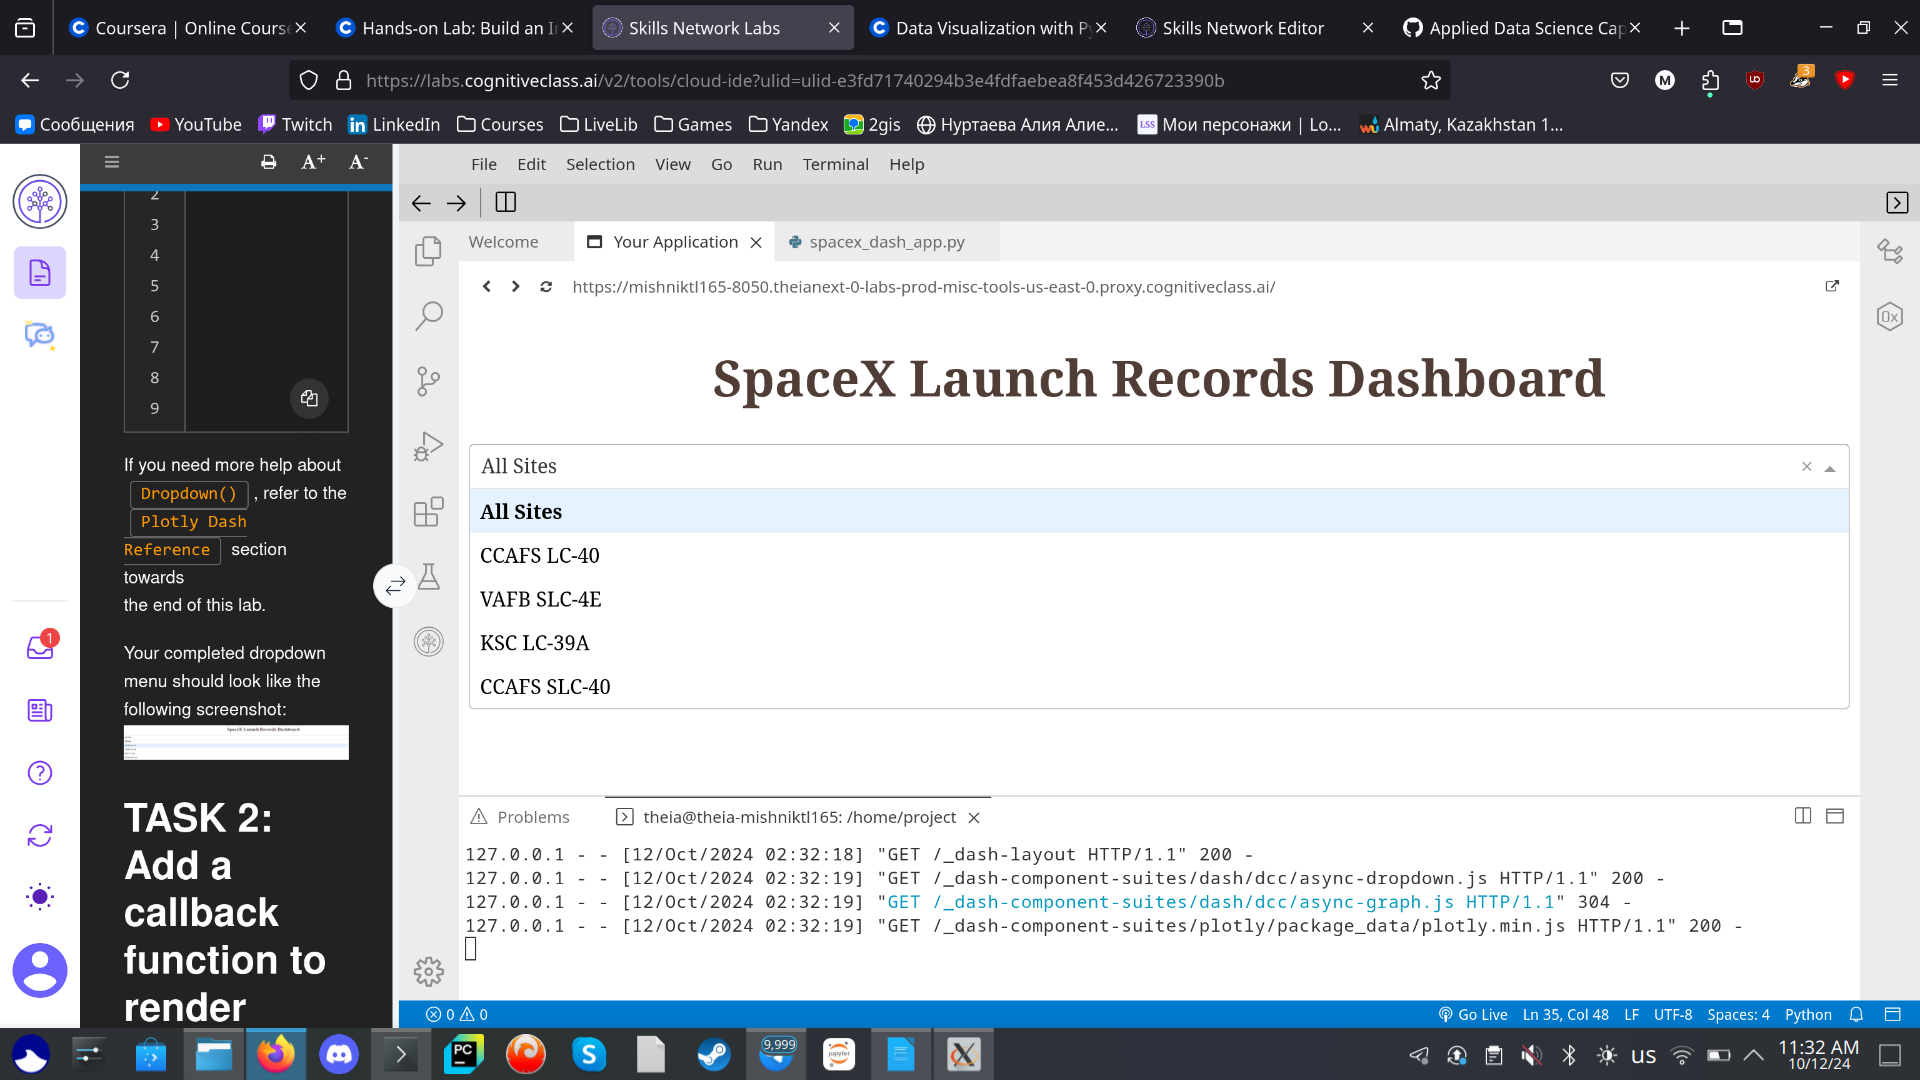 Coursera | Online Course
Hands-on Lab: Build an In
Skills Network Labs
Data Visualization with Py
Skills Network Editor
Applied Data Science Cap
https://labs.cognitiveclass.ai/v2/tools/cloud-ide?ulid=ulid-e3fd71740294b3e4fdfaebea8f453d426723390b
3
Сообщения
YouTube
Twitch
LinkedIn
Courses
LiveLib
Games
Yandex
2gis
Нуртаева Алия Алие...
LSS
Мои персонажи | Lo...
Almaty, Kazakhstan 1...
A+
A-
File Edit Selection View Go Run Terminal Help
2
3
4
5
6
7
8
9
If you need more help about
Dropdown() , refer to the
Plotly Dash
Reference section
towards
the end of this lab.
Your completed dropdown
menu should look like the
following screenshot:
SpaceX Launch Records Dashboard
TASK 2:
Add a
callback
function to
render
1
Welcome
Your Application
spacex_dash_app.py
https://mishniktl165-8050.theianext-0-labs-prod-misc-tools-us-east-0.proxy.cognitiveclass.ai/
0x
SpaceX Launch Records Dashboard
All Sites
All Sites
CCAFS LC-40
VAFB SLC-4E
KSC LC-39A
CCAFS SLC-40
Problems
theia@theia-mishniktl165: /home/project
127.0.0.1 - - [12/Oct/2024 02:32:18] "GET /_dash-layout HTTP/1.1" 200 -
127.0.0.1 - - [12/Oct/2024 02:32:19] "GET /_dash-component-suites/dash/dcc/async-dropdown.js HTTP/1.1" 200 -
127.0.0.1 - - [12/Oct/2024 02:32:19] "GET /_dash-component-suites/dash/dcc/async-graph.js HTTP/1.1" 304 -
127.0.0.1 - - [12/Oct/2024 02:32:19] "GET /_dash-component-suites/plotly/package_data/plotly.min.js HTTP/1.1" 200 -
0 0
Go Live
Ln 35, Col 48
LF
UTF-8
Spaces: 4
Python
PC
9,999
jupyter
us
11:32 AM
10/12/24